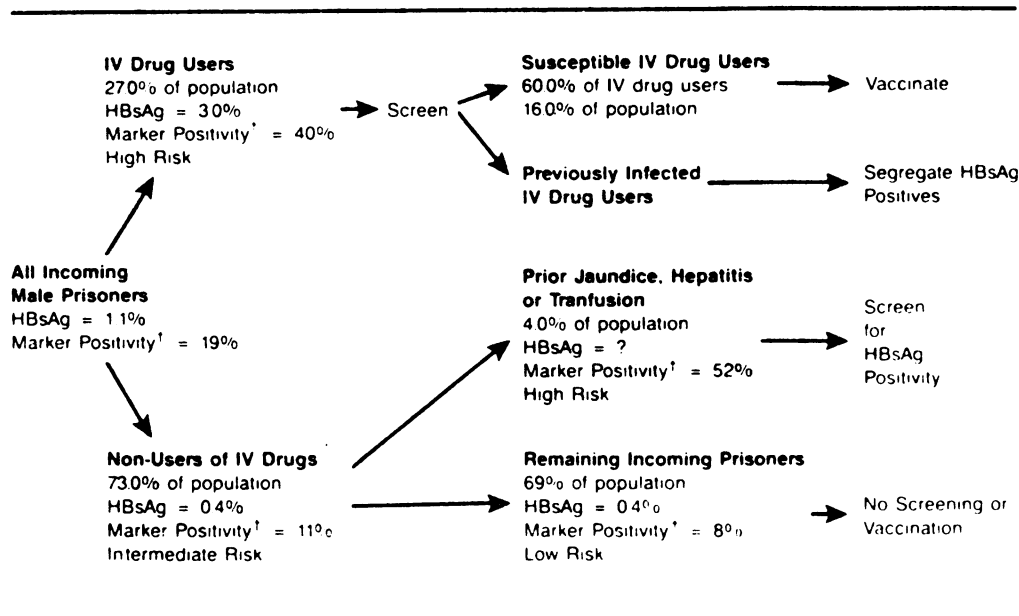 IV Drug Users
27.0% of population
HBsAg = 3.0%
Marker Positivity† = 40%
High Risk
Screen
Susceptible IV Drug Users
60.0% of IV drug users
16.0% of population
Vaccinate
Previously Infected
IV Drug Users
Segregate HBsAg
Positives
All Incoming
Male Prisoners
HBsAg = 1.1%
Marker Positivity† = 19%
Prior Jaundice, Hepatitis
or Tranfusion
4.0% of population
HBsAg = ?
Marker Positivity† = 52%
High Risk
Screen
for
HBsAg
Positivity
Non-Users of IV Drugs
73.0% of population
HBsAg = 0.4%
Marker Positivity† = 11%
Intermediate Risk
Remaining Incoming Prisoners
69% of population
HBsAg = 0.4%
Marker Positivity† = 8%
Low Risk
No Screening or
Vaccination